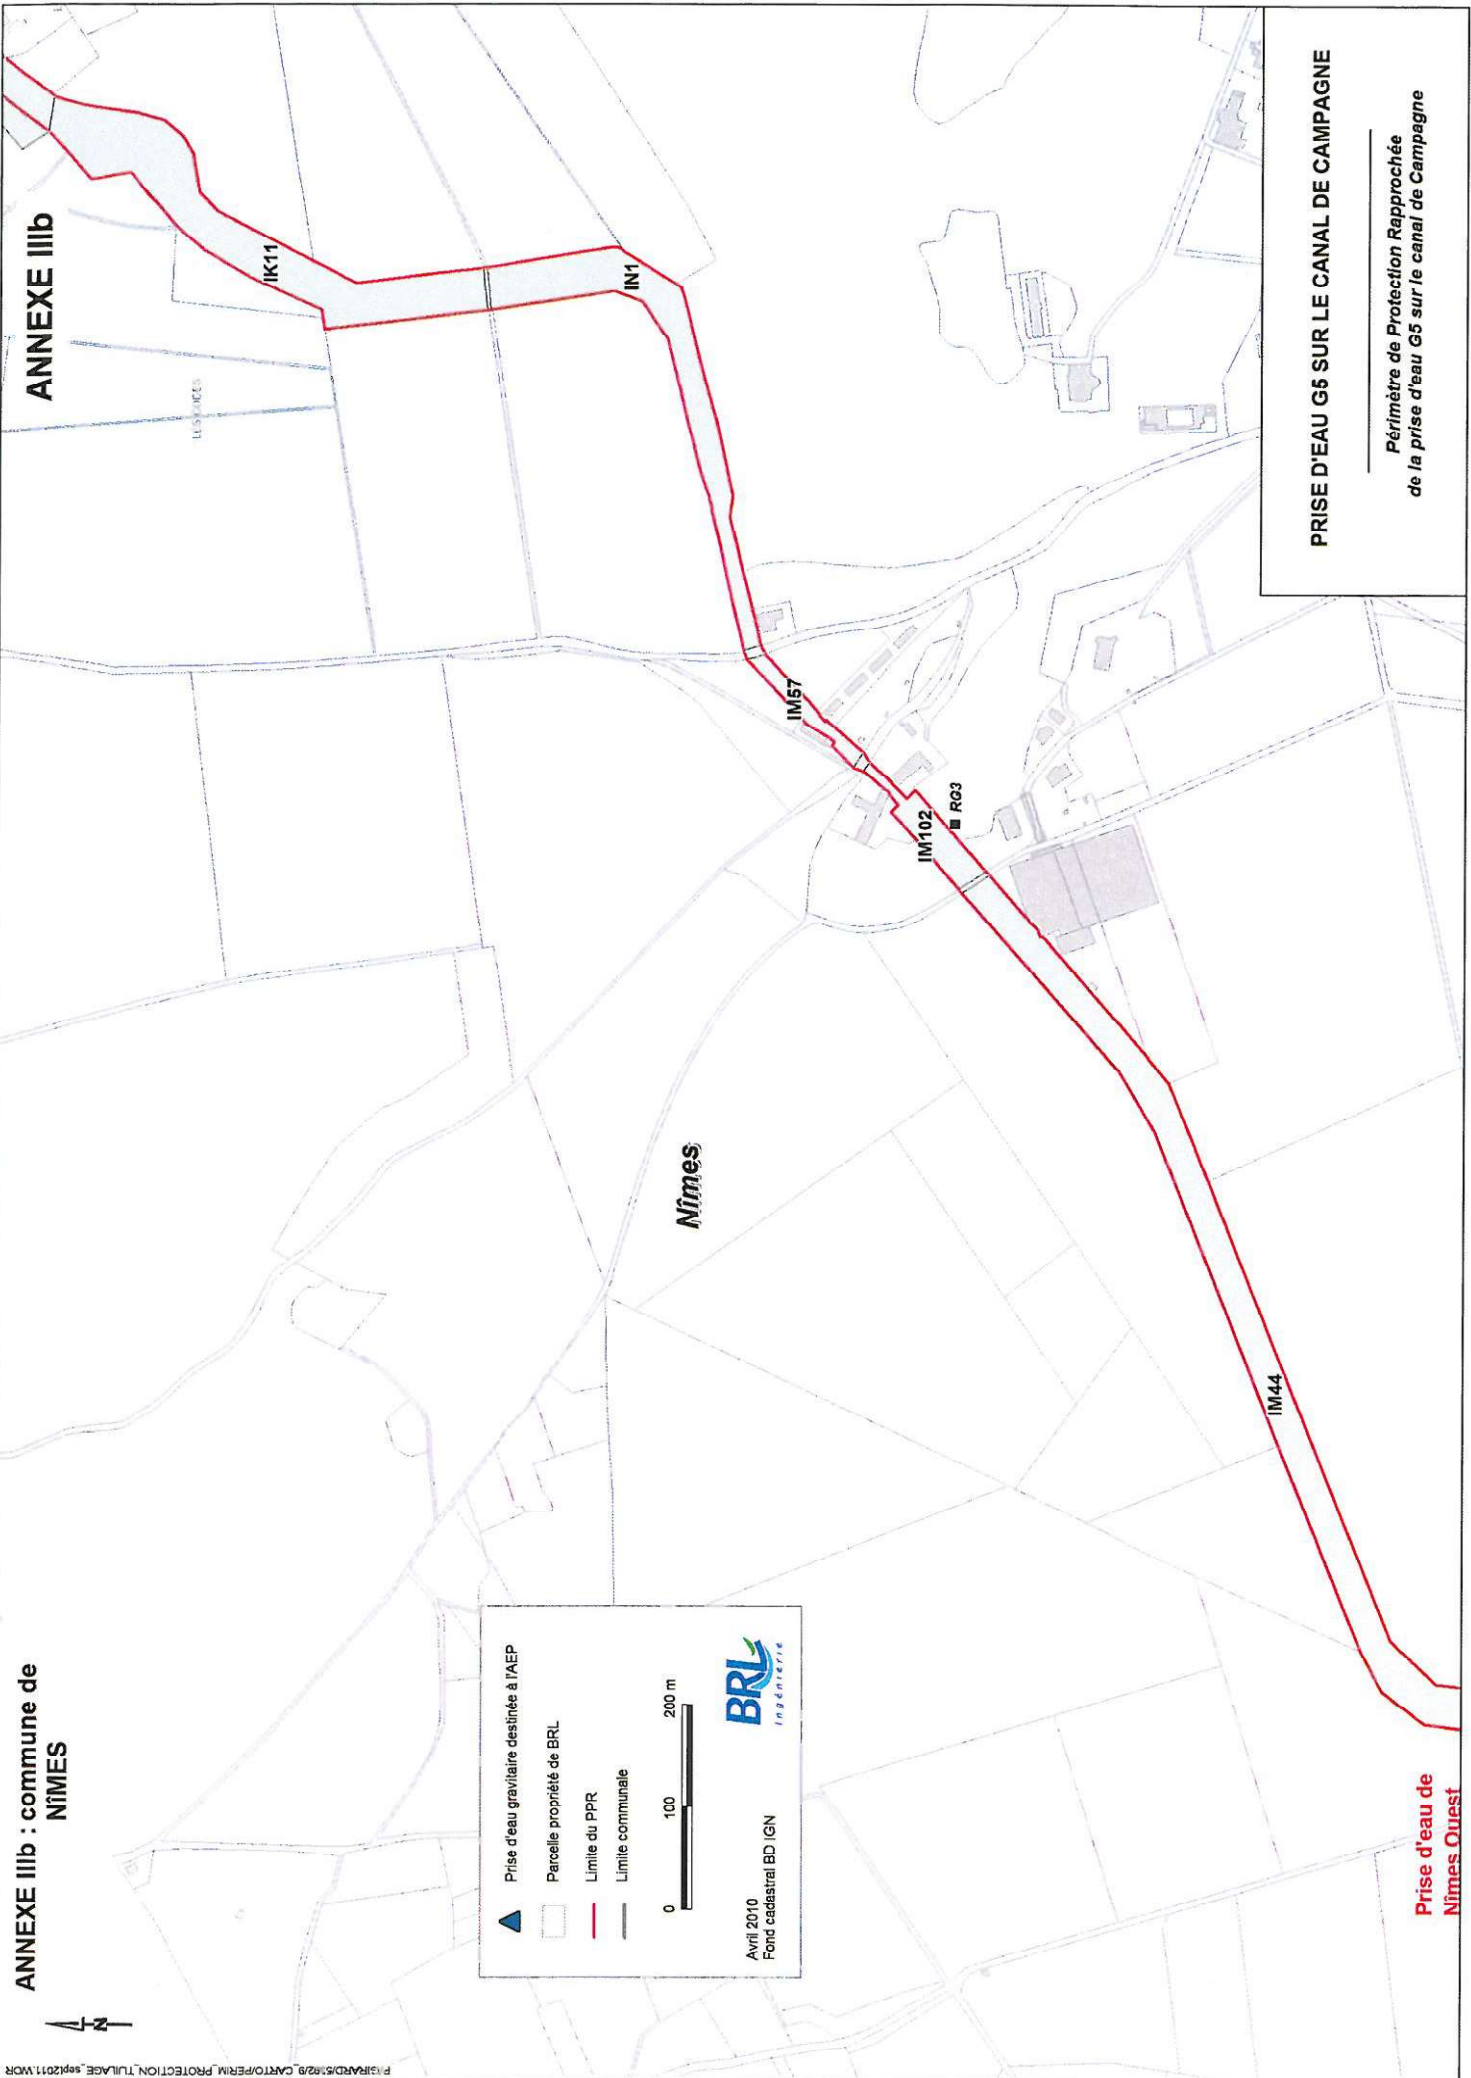 ANNEXE IIIb : commune de
NîMES
ANNEXE IIIb
N
LES CODES
IK11
IN1
IM57
IM102
RG3
Nîmes
IM44
Prise d'eau gravitaire destinée à l'AEP
Parcelle propriété de BRL
Limite du PPR
Limite communale
0 100 200 m
Avril 2010
Fond cadastral BD IGN
BRL
Ingénierie
Prise d'eau de
Nîmes Ouest
PRISE D'EAU G5 SUR LE CANAL DE CAMPAGNE
Périmètre de Protection Rapprochée
de la prise d'eau G5 sur le canal de Campagne